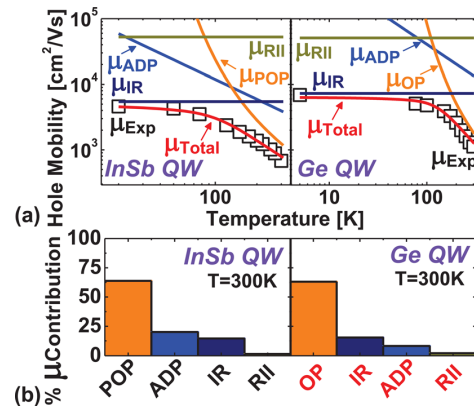 Hole Mobility [cm²/Vs]
10⁵
10⁴
10³
μRII
μADP
μPOP
μIR
μExp
μTotal
InSb QW
100
μRII
μADP
μOP
μIR
μTotal
μExp
Ge QW
5 10 100
(a)
Temperature [K]
% μContribution
100
75
50
25
0
InSb QW
T=300K
Ge QW
T=300K
POP ADP IR RII
OP IR ADP RII
(b)